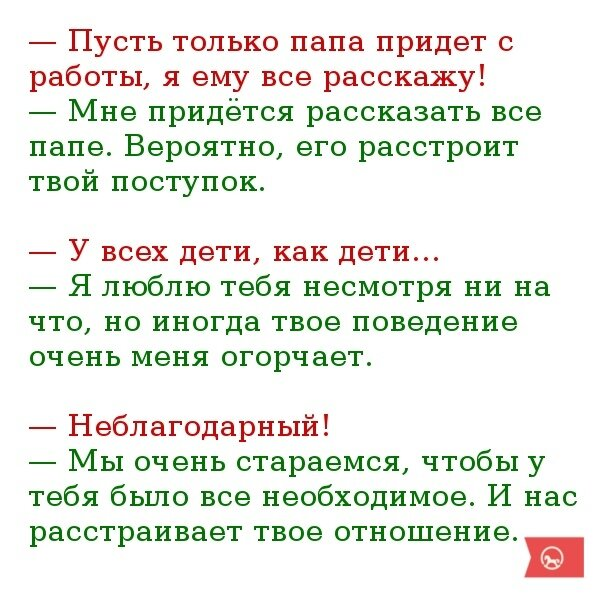 — Пусть только папа придет с
работы, я ему все расскажу!
— Мне придётся рассказать все
папе. Вероятно, его расстроит
твой поступок.
— У всех дети, как дети...
— Я люблю тебя несмотря ни на
что, но иногда твое поведение
очень меня огорчает.
— Неблагодарный!
— Мы очень стараемся, чтобы у
тебя было все необходимое. И нас
расстраивает твое отношение.